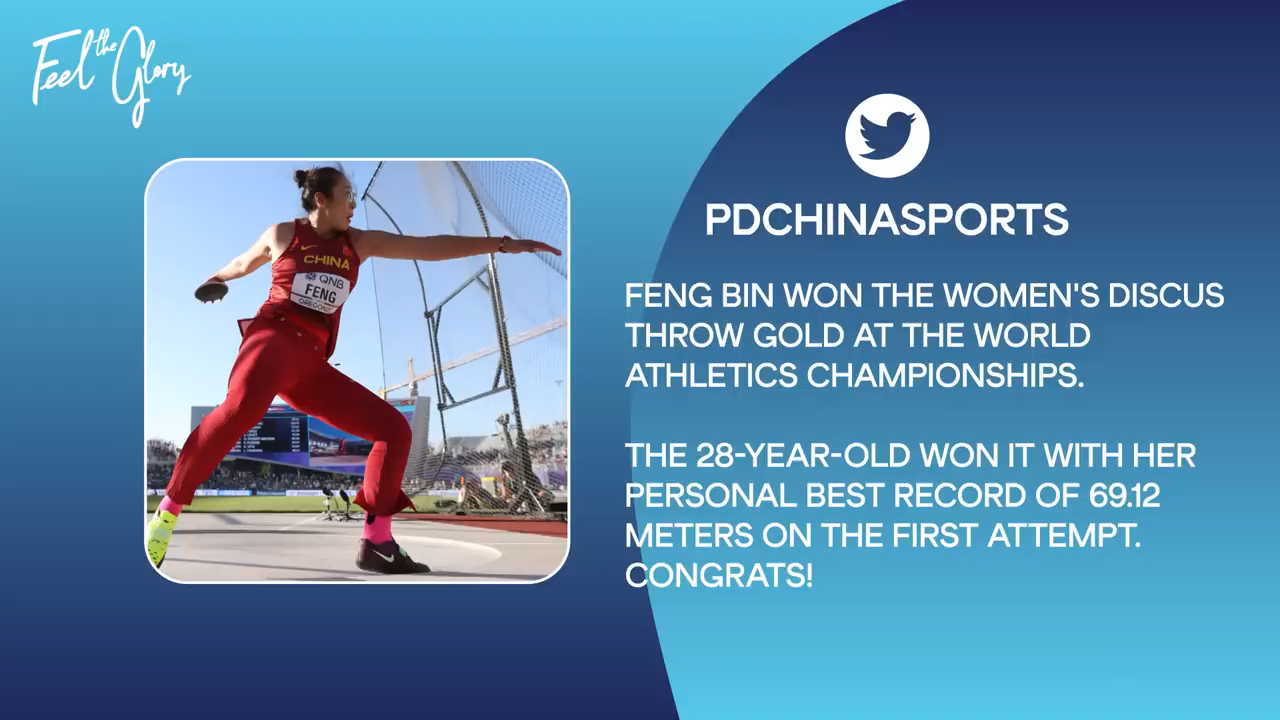 Feel the Glory
PDCHINASPORTS
FENG BIN WON THE WOMEN'S DISCUS
THROW GOLD AT THE WORLD
ATHLETICS CHAMPIONSHIPS.
THE 28-YEAR-OLD WON IT WITH HER
PERSONAL BEST RECORD OF 69.12
METERS ON THE FIRST ATTEMPT.
CONGRATS!
CHINA
QNB
FENG